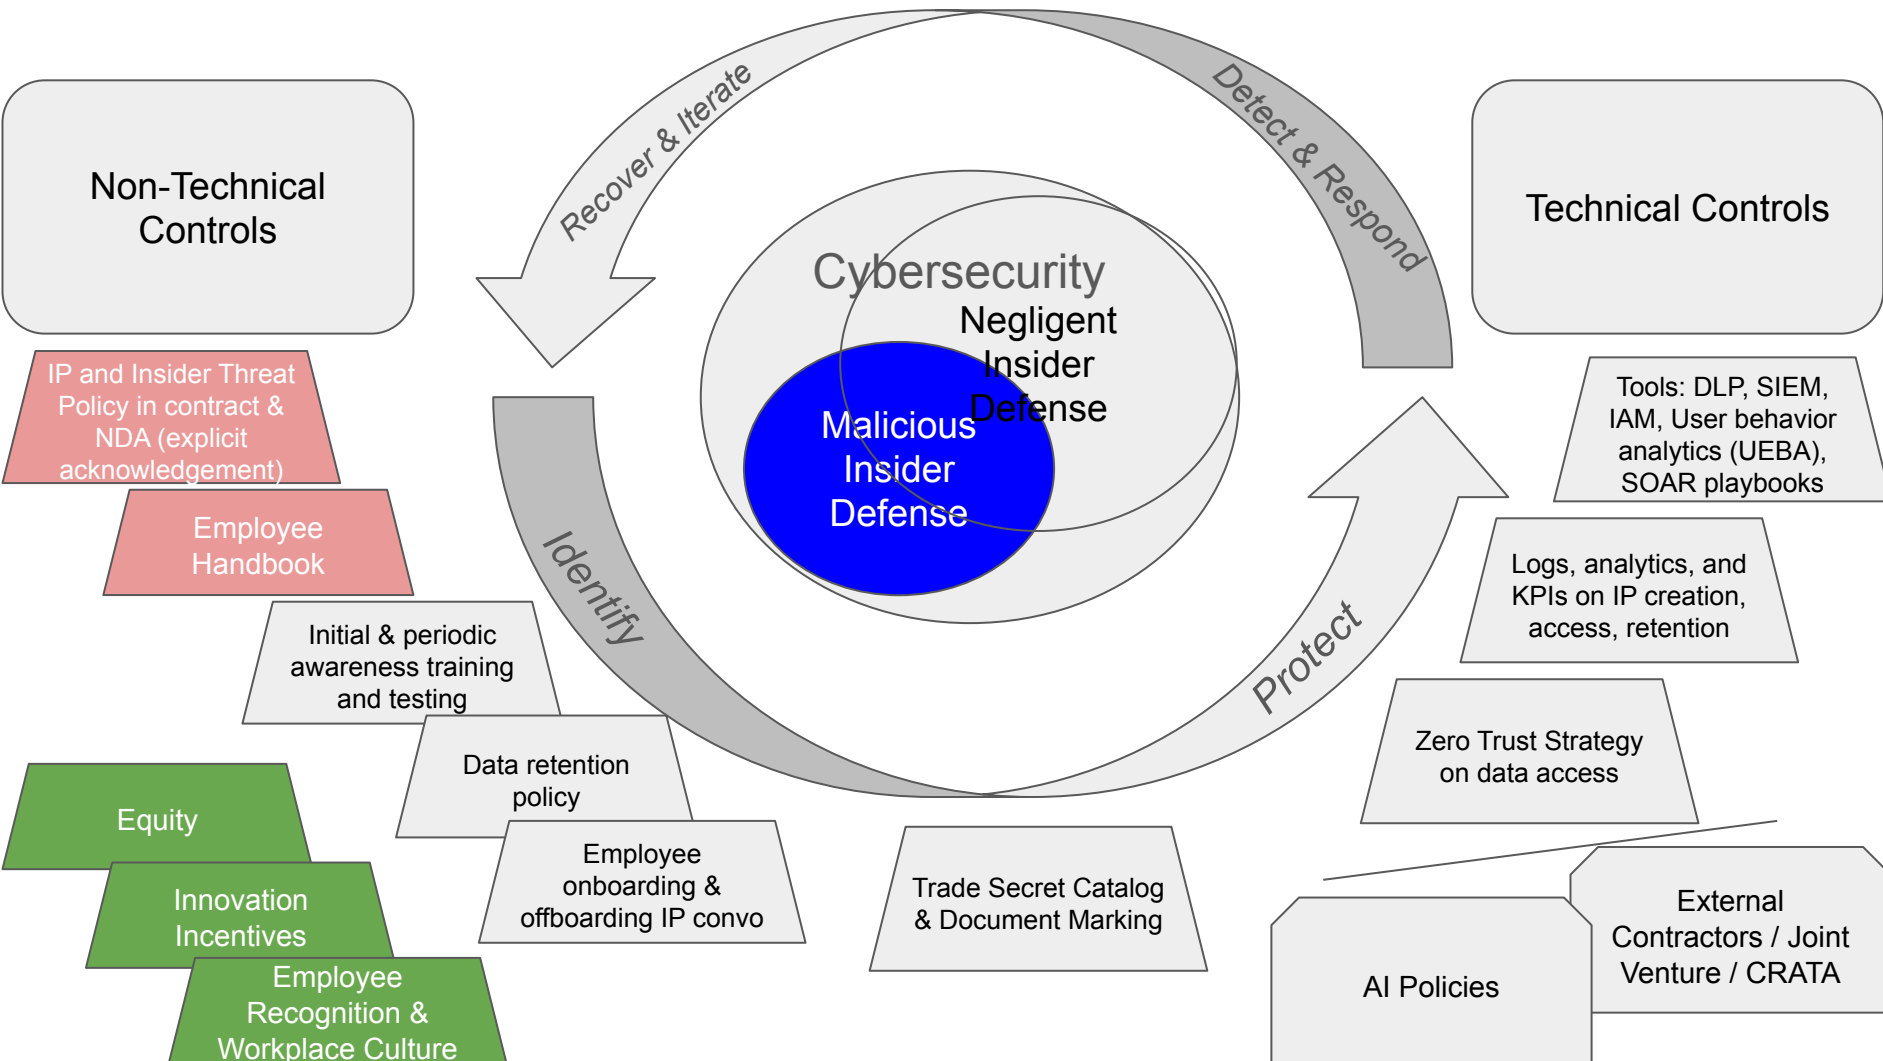 Recover & Iterate
Detect & Respond
Non-Technical
Controls
Technical Controls
Cybersecurity
Negligent
Insider
Defense
Malicious
Insider
Defense
IP and Insider Threat
Policy in contract &
NDA (explicit
acknowledgement)
Employee
Handbook
Initial & periodic
awareness training
and testing
Data retention
policy
Employee
onboarding &
offboarding IP convo
Equity
Innovation
Incentives
Employee
Recognition &
Workplace Culture
Identify
Protect
Trade Secret Catalog
& Document Marking
Tools: DLP, SIEM,
IAM, User behavior
analytics (UEBA),
SOAR playbooks
Logs, analytics, and
KPIs on IP creation,
access, retention
Zero Trust Strategy
on data access
AI Policies
External
Contractors / Joint
Venture / CRATA